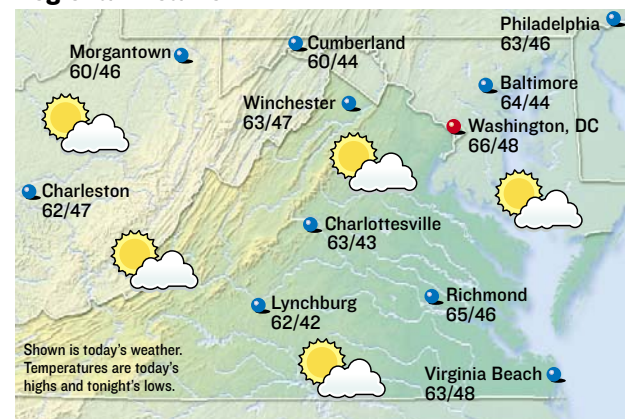 Philadelphia
63/46
Morgantown
60/46
Cumberland
60/44
Baltimore
64/44
Winchester
63/47
Washington, DC
66/48
Charleston
62/47
Charlottesville
63/43
Lynchburg
62/42
Richmond
65/46
Shown is today's weather.
Temperatures are today's
highs and tonight's lows.
Virginia Beach
63/48